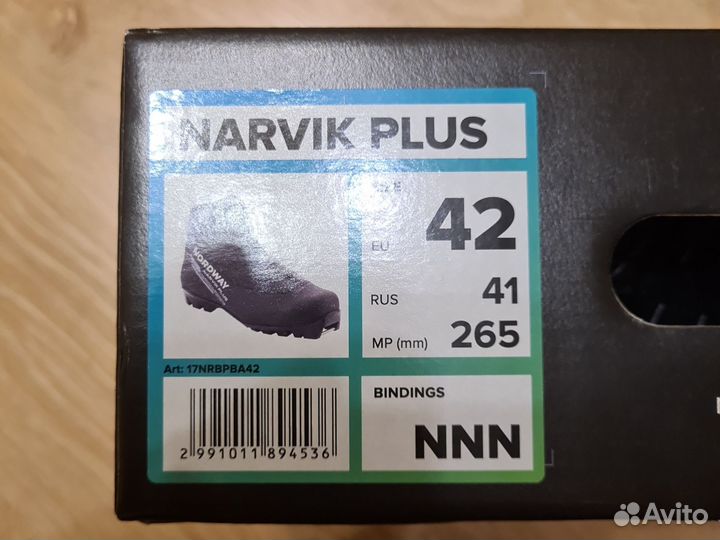 NARVIK PLUS
NORDWAY
EU 42
RUS 41
MP (mm) 265
Art: 17NRBPBA42
2 991011 894536
BINDINGS
NNN
Avito